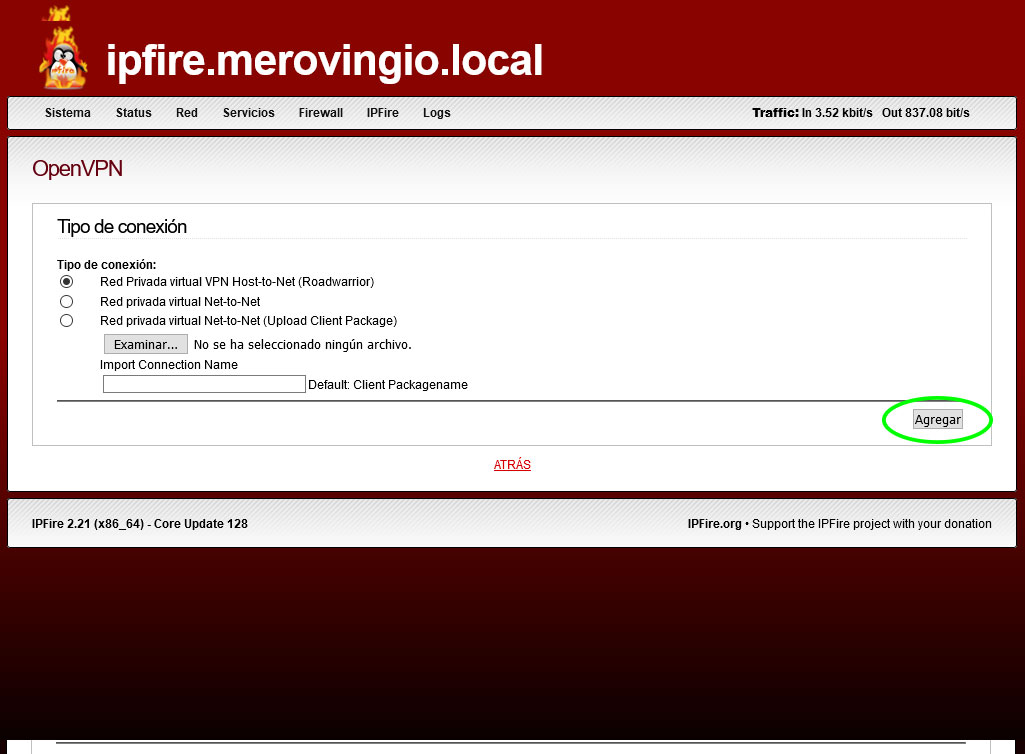 ipfire.merovingio.local
Sistema Status Red Servicios Firewall IPFire Logs Traffic: In 3.52 kbit/s Out 837.08 bit/s
OpenVPN
Tipo de conexión
Tipo de conexión:
Red Privada virtual VPN Host-to-Net (Roadwarrior)
Red privada virtual Net-to-Net
Red privada virtual Net-to-Net (Upload Client Package)
Examinar... No se ha seleccionado ningún archivo.
Import Connection Name
Default: Client Packagename
Agregar
ATRÁS
IPFire 2.21 (x86_64) - Core Update 128 IPFire.org • Support the IPFire project with your donation